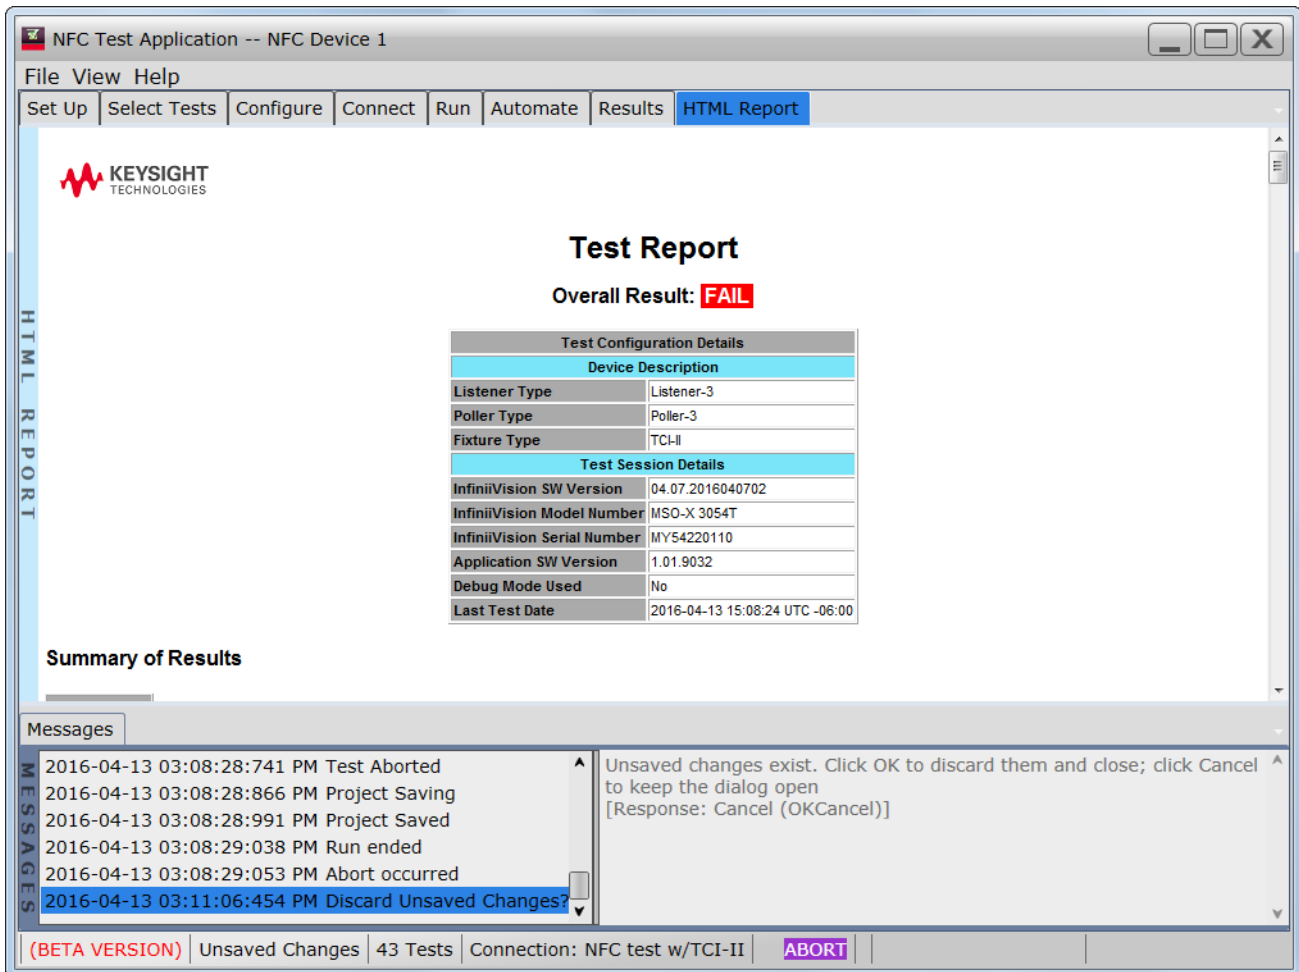 NFC Test Application -- NFC Device 1
File View Help
Set Up Select Tests Configure Connect Run Automate Results HTML Report
KEYSIGHT
TECHNOLOGIES
HTML REPORT
Test Report
Overall Result: FAIL
Test Configuration Details
Device Description
Listener Type Listener-3
Poller Type Poller-3
Fixture Type TCI-II
Test Session Details
InfiniiVision SW Version 04.07.2016040702
InfiniiVision Model Number MSO-X 3054T
InfiniiVision Serial Number MY54220110
Application SW Version 1.01.9032
Debug Mode Used No
Last Test Date 2016-04-13 15:08:24 UTC -06:00
Summary of Results
Messages
MESSAGES
2016-04-13 03:08:28:741 PM Test Aborted
2016-04-13 03:08:28:866 PM Project Saving
2016-04-13 03:08:28:991 PM Project Saved
2016-04-13 03:08:29:038 PM Run ended
2016-04-13 03:08:29:053 PM Abort occurred
2016-04-13 03:11:06:454 PM Discard Unsaved Changes?
Unsaved changes exist. Click OK to discard them and close; click Cancel
to keep the dialog open
[Response: Cancel (OKCancel)]
(BETA VERSION) Unsaved Changes 43 Tests Connection: NFC test w/TCI-II ABORT